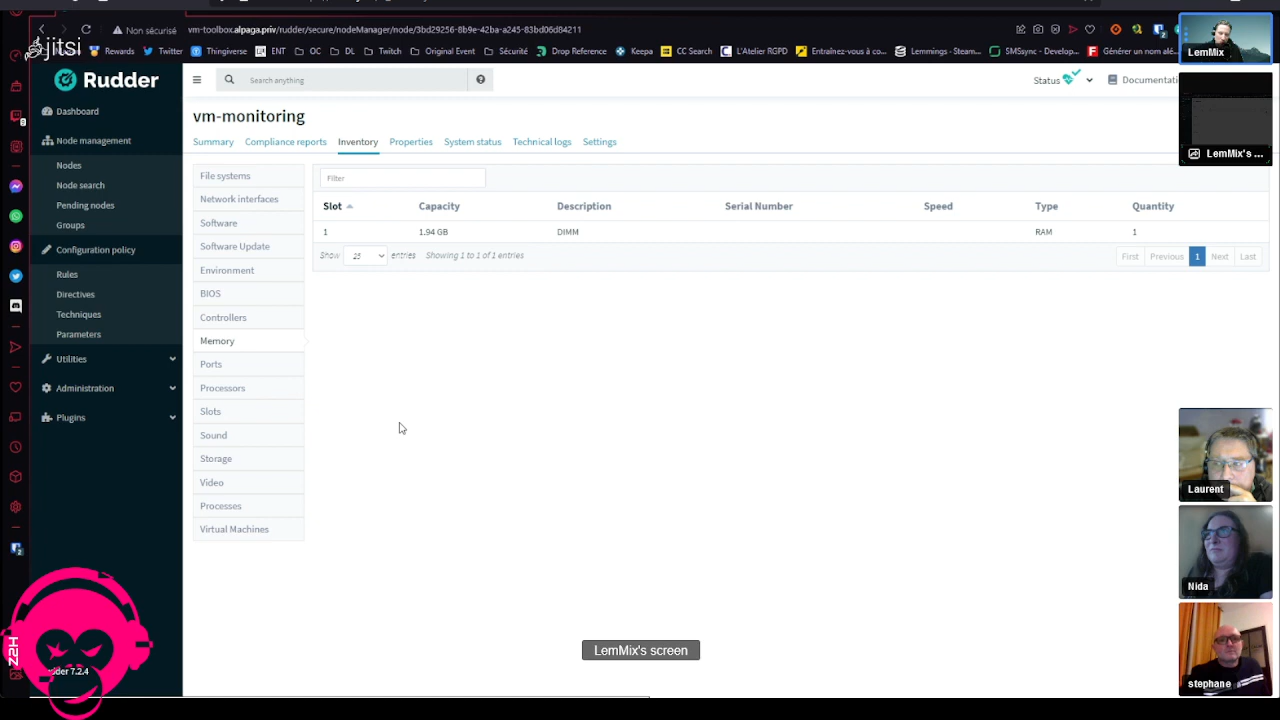 jitsi
Non sécurisé
vm-toolbox.alpaga.priv/rudder/secure/nodeManager/node/3bd29256-8b9e-42ba-a245-83bd06d84211
Rewards
Twitter
Thingiverse
ENT
OC
DL
Twitch
Original Event
Sécurité
Drop Reference
Keepa
CC Search
L'Atelier RGPD
Entraînez-vous à co...
Lemmings - Steam...
SMSsync - Develop...
Générer un nom alé...
LemMix
Rudder
Search anything
Status
Documentati
Dashboard
vm-monitoring
Node management
Summary
Compliance reports
Inventory
Properties
System status
Technical logs
Settings
LemMix's ...
Nodes
Node search
Pending nodes
Groups
Configuration policy
Rules
Directives
Techniques
Parameters
Utilities
Administration
Plugins
File systems
Network interfaces
Software
Software Update
Environment
BIOS
Controllers
Memory
Ports
Processors
Slots
Sound
Storage
Video
Processes
Virtual Machines
Filter
Slot Capacity Description Serial Number Speed Type Quantity
1 1.94 GB DIMM RAM 1
Show 25 entries Showing 1 to 1 of 1 entries
First Previous 1 Next Last
Laurent
Nida
stephane
LemMix's screen
H2Z
udder 7.2.4